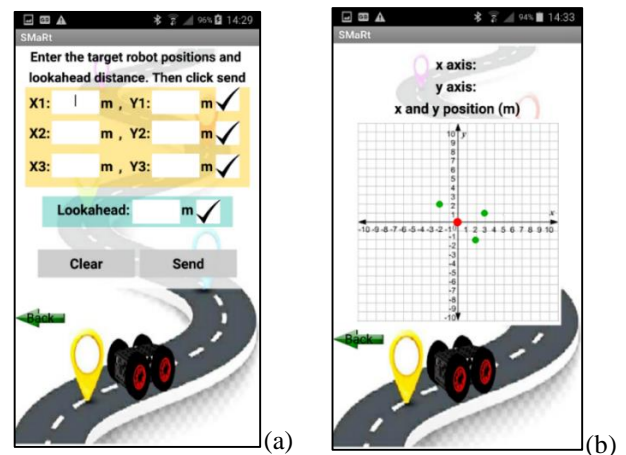 96% 14:29
SMaRt
Enter the target robot positions and
lookahead distance. Then click send
X1: m , Y1: m
X2: m , Y2: m
X3: m , Y3: m
Lookahead: m
Clear Send
Back
(a)
94% 14:33
SMaRt
x axis:
y axis:
x and y position (m)
y
10
9
8
7
6
5
4
3
2
1
x
-10 -9 -8 -7 -6 -5 -4 -3 -2 -1 0 1 2 3 4 5 6 7 8 9 10
-1
-2
-3
-4
-5
-6
-7
-8
-9
-10
Back
(b)